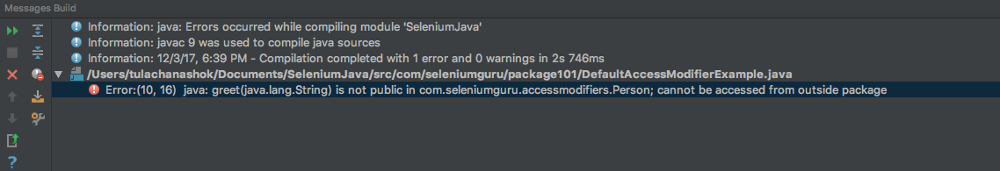 Messages Build
Information: java: Errors occurred while compiling module 'SeleniumJava'
Information: javac 9 was used to compile java sources
Information: 12/3/17, 6:39 PM - Compilation completed with 1 error and 0 warnings in 2s 746ms
/Users/tulachanashok/Documents/SeleniumJava/src/com/seleniumguru/package101/DefaultAccessModifierExample.java
Error:(10, 16)  java: greet(java.lang.String) is not public in com.seleniumguru.accessmodifiers.Person; cannot be accessed from outside package